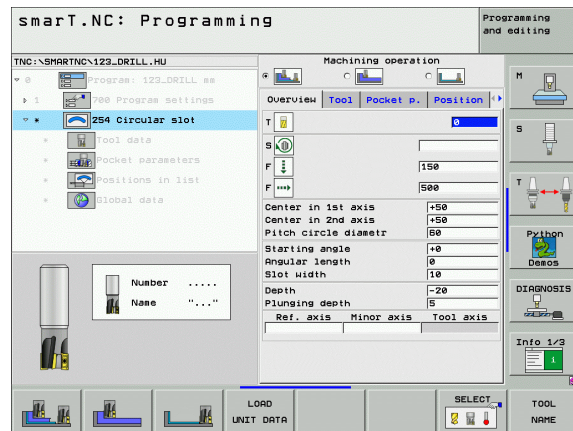 smarT.NC: Programming
Programming
and editing
TNC:\SMARTNC\123_DRILL.HU
0 Program: 123_DRILL mm
1 700 Program settings
* 254 Circular slot
* Tool data
* Pocket parameters
* Positions in list
* Global data
Number .....
Name "..."
Machining operation
Overview Tool Pocket p. Position
T 0
S
F 150
F 500
Center in 1st axis +50
Center in 2nd axis +50
Pitch circle diametr 60
Starting angle +0
Angular length 0
Slot width 10
Depth -20
Plunging depth 5
Ref. axis Minor axis Tool axis
M
S
T
Python
Demos
DIAGNOSIS
Info 1/3
1
LOAD
UNIT DATA
SELECT
TOOL
NAME